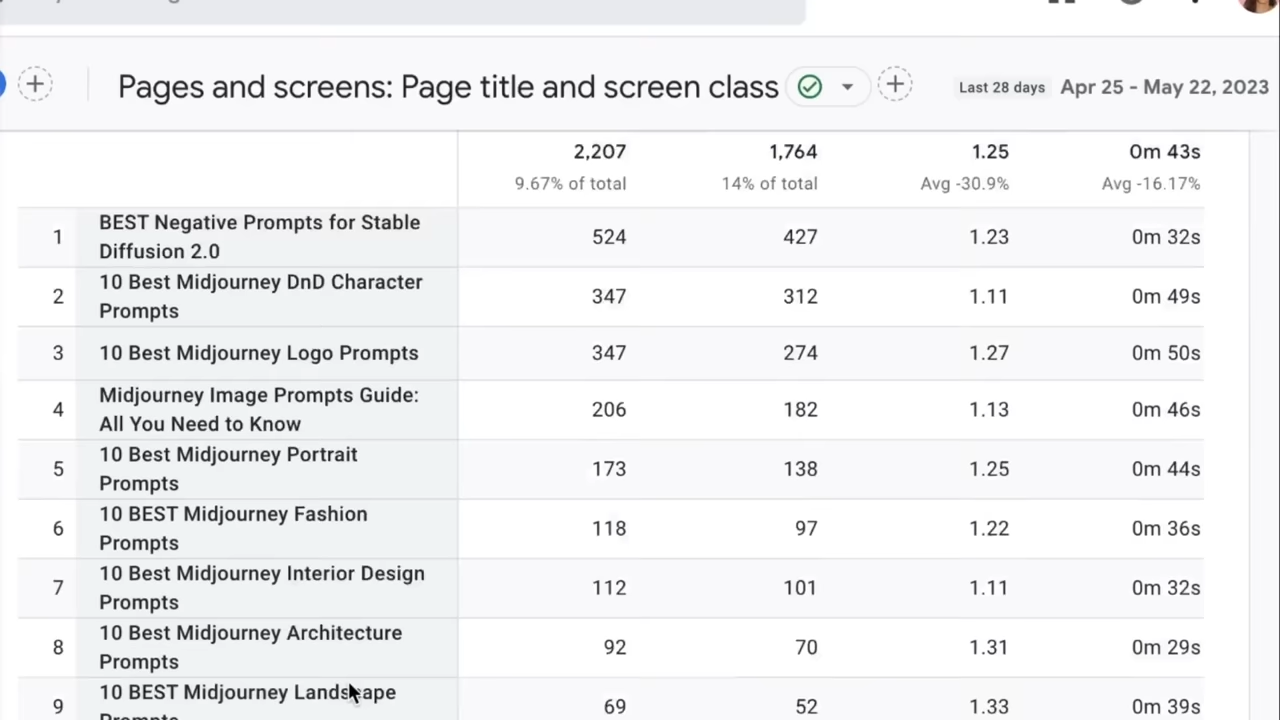 Pages and screens: Page title and screen class
Last 28 days Apr 25 - May 22, 2023
2,207 1,764 1.25 0m 43s
9.67% of total 14% of total Avg -30.9% Avg -16.17%
1 BEST Negative Prompts for Stable Diffusion 2.0 524 427 1.23 0m 32s
2 10 Best Midjourney DnD Character Prompts 347 312 1.11 0m 49s
3 10 Best Midjourney Logo Prompts 347 274 1.27 0m 50s
4 Midjourney Image Prompts Guide: All You Need to Know 206 182 1.13 0m 46s
5 10 Best Midjourney Portrait Prompts 173 138 1.25 0m 44s
6 10 BEST Midjourney Fashion Prompts 118 97 1.22 0m 36s
7 10 Best Midjourney Interior Design Prompts 112 101 1.11 0m 32s
8 10 Best Midjourney Architecture Prompts 92 70 1.31 0m 29s
9 10 BEST Midjourney Landscape Prompts 69 52 1.33 0m 39s